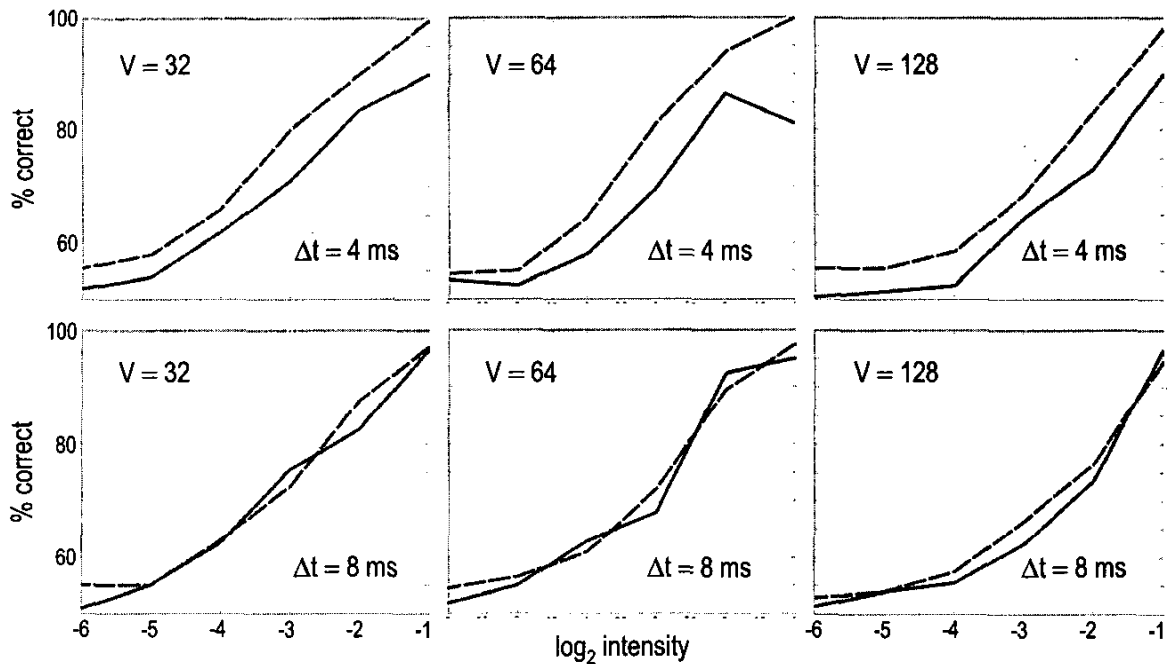 100
80
60
% correct
V = 32
Δt = 4 ms
V = 64
Δt = 4 ms
V = 128
Δt = 4 ms
100
80
60
% correct
V = 32
Δt = 8 ms
V = 64
Δt = 8 ms
V = 128
Δt = 8 ms
-6 -5 -4 -3 -2 -1
-6 -5 -4 -3 -2 -1
log₂ intensity